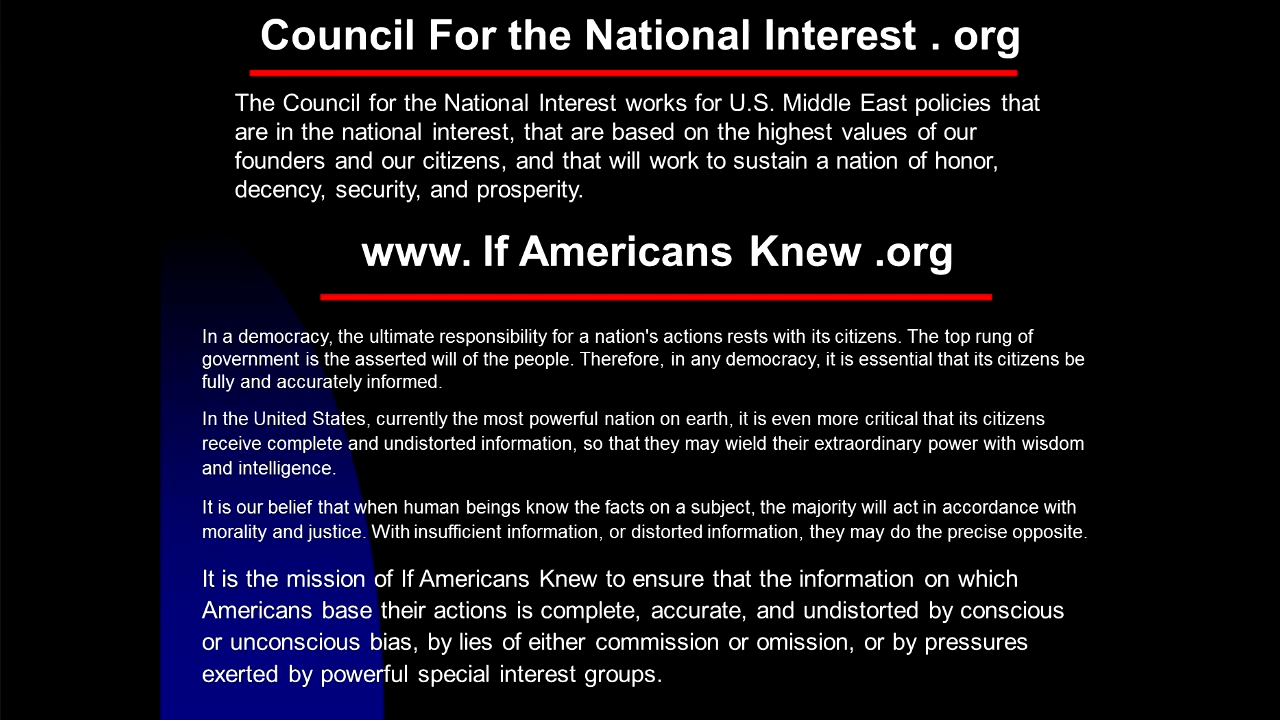 Council For the National Interest . org
The Council for the National Interest works for U.S. Middle East policies that
are in the national interest, that are based on the highest values of our
founders and our citizens, and that will work to sustain a nation of honor,
decency, security, and prosperity.
www. If Americans Knew .org
In a democracy, the ultimate responsibility for a nation's actions rests with its citizens. The top rung of
government is the asserted will of the people. Therefore, in any democracy, it is essential that its citizens be
fully and accurately informed.
In the United States, currently the most powerful nation on earth, it is even more critical that its citizens
receive complete and undistorted information, so that they may wield their extraordinary power with wisdom
and intelligence.
It is our belief that when human beings know the facts on a subject, the majority will act in accordance with
morality and justice. With insufficient information, or distorted information, they may do the precise opposite.
It is the mission of If Americans Knew to ensure that the information on which
Americans base their actions is complete, accurate, and undistorted by conscious
or unconscious bias, by lies of either commission or omission, or by pressures
exerted by powerful special interest groups.